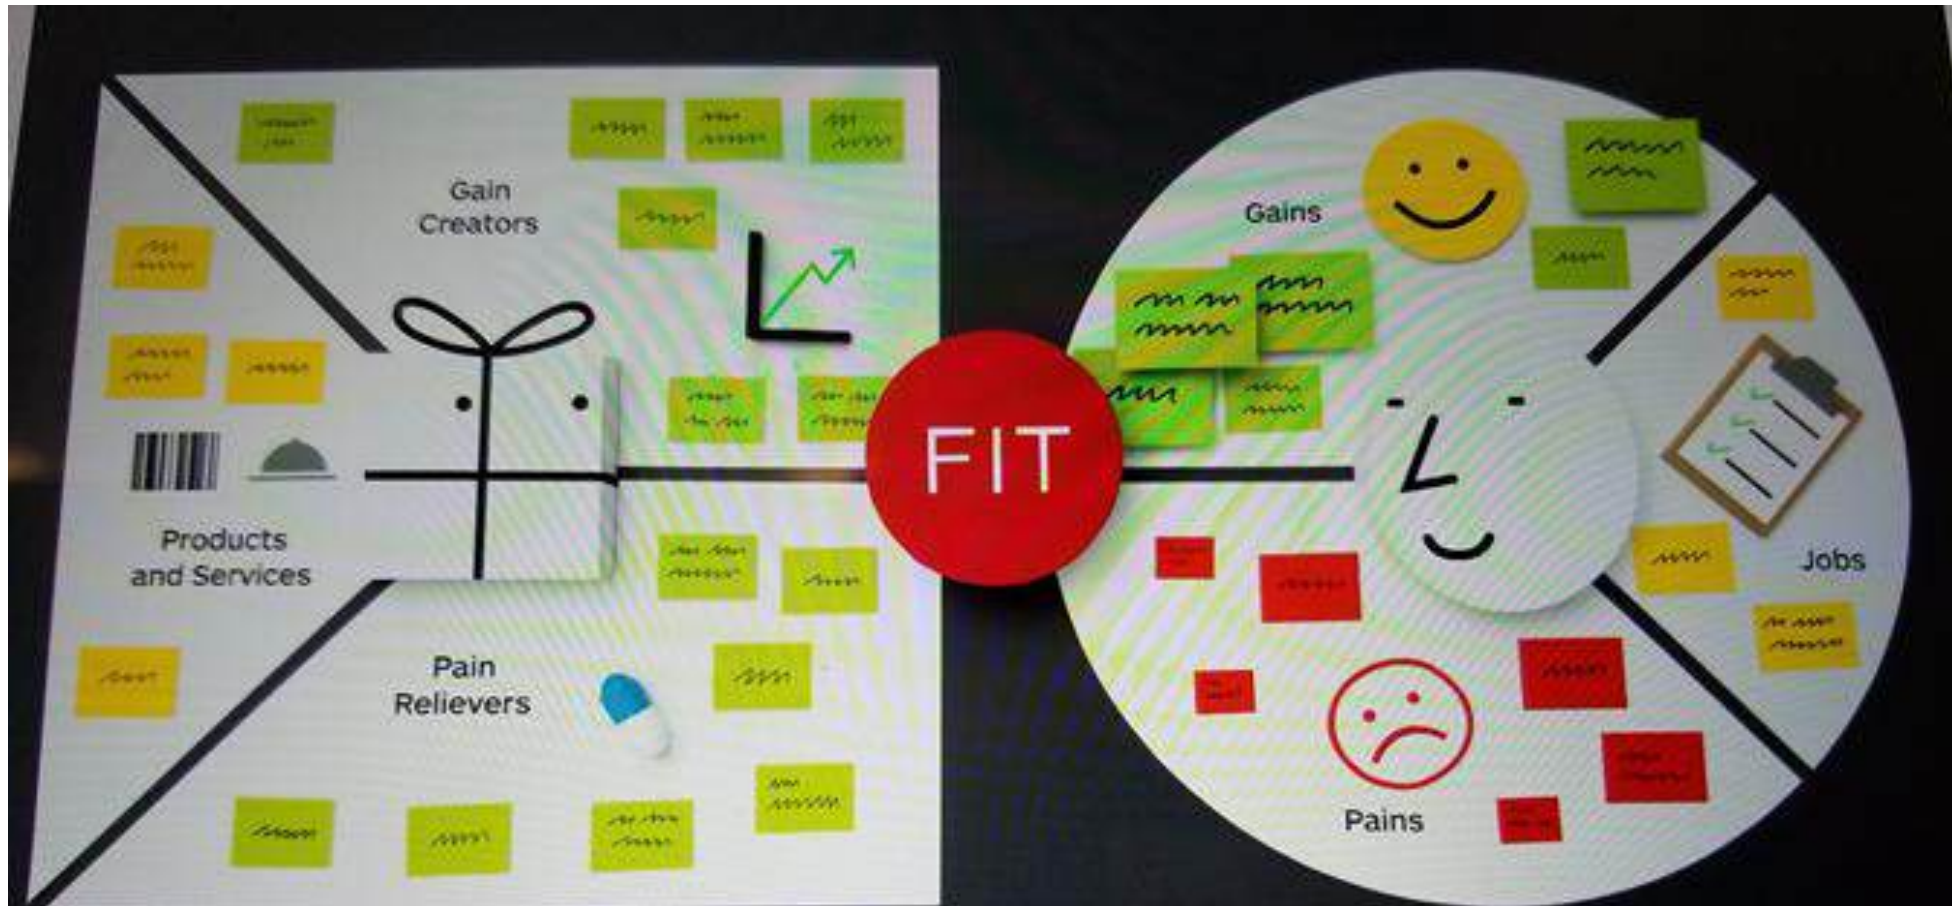 Gain
Creators
Products
and Services
Pain
Relievers
FIT
Gains
Jobs
Pains